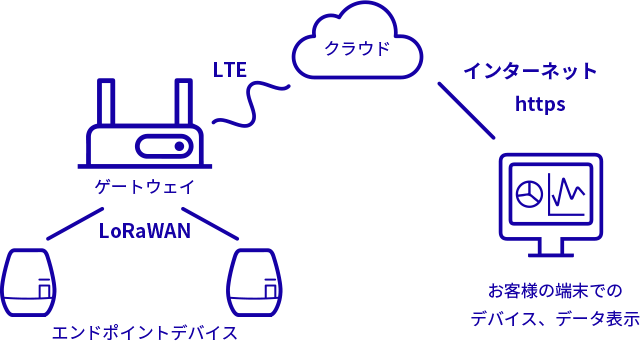 クラウド
LTE
インターネット
https
ゲートウェイ
LoRaWAN
お客様の端末での
デバイス、データ表示
エンドポイントデバイス